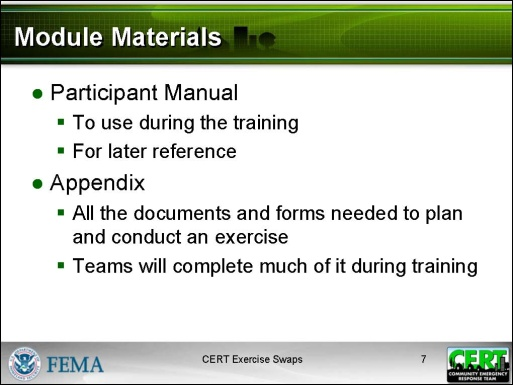 Module Materials
● Participant Manual
▪ To use during the training
▪ For later reference
● Appendix
▪ All the documents and forms needed to plan
and conduct an exercise
▪ Teams will complete much of it during training
FEMA
CERT Exercise Swaps
7
CERT
COMMUNITY EMERGENCY
RESPONSE TEAM